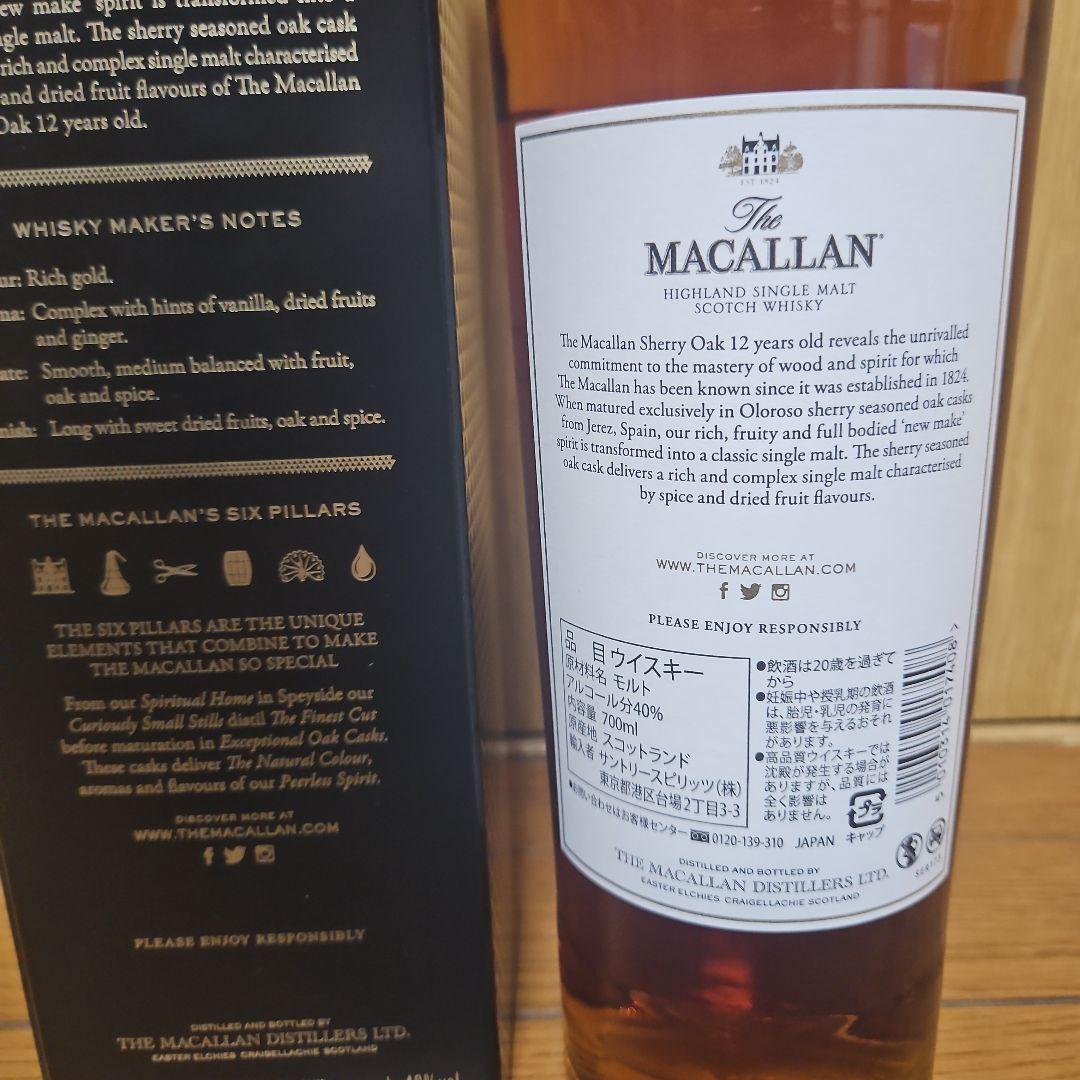 ew make' spirit is transformed into a
gle malt. The sherry seasoned oak cask
rich and complex single malt characterised
and dried fruit flavours of The Macallan
Oak 12 years old.
WHISKY MAKER'S NOTES
ur: Rich gold.
ma: Complex with hints of vanilla, dried fruits
and ginger.
ate: Smooth, medium balanced with fruit,
oak and spice.
nish: Long with sweet dried fruits, oak and spice.
THE MACALLAN'S SIX PILLARS
THE SIX PILLARS ARE THE UNIQUE
ELEMENTS THAT COMBINE TO MAKE
THE MACALLAN SO SPECIAL
From our Spiritual Home in Speyside our
Curiously Small Stills distil The Finest Cut
before maturation in Exceptional Oak Casks.
These casks deliver The Natural Colour,
aromas and flavours of our Peerless Spirit.
DISCOVER MORE AT
WWW.THEMACALLAN.COM
PLEASE ENJOY RESPONSIBLY
DISTILLED AND BOTTLED BY
THE MACALLAN DISTILLERS LTD.
EASTER ELCHIES CRAIGELLACHIE SCOTLAND
EST 1824
The
MACALLAN
HIGHLAND SINGLE MALT
SCOTCH WHISKY
The Macallan Sherry Oak 12 years old reveals the unrivalled
commitment to the mastery of wood and spirit for which
The Macallan has been known since it was established in 1824.
When matured exclusively in Oloroso sherry seasoned oak casks
from Jerez, Spain, our rich, fruity and full bodied 'new make'
spirit is transformed into a classic single malt. The sherry seasoned
oak cask delivers a rich and complex single malt characterised
by spice and dried fruit flavours.
DISCOVER MORE AT
WWW.THEMACALLAN.COM
PLEASE ENJOY RESPONSIBLY
品 目 ウイスキー
原材料名 モルト
アルコール分40%
内容量 700ml
原産地 スコットランド
輸入者 サントリースピリッツ(株)
東京都港区台場2丁目3-3
●お問い合わせはお客様センター 0120-139-310 JAPAN
●飲酒は20歳を過ぎて
から
●妊娠中や授乳期の飲酒
は、胎児・乳児の発育に
悪影響を与えるおそれ
があります。
●高品質ウイスキーでは
沈殿が発生する場合が
ありますが、品質には
全く影響は
ありません。
プラ
キャップ
5 010314 017408 >
DISTILLED AND BOTTLED BY
THE MACALLAN DISTILLERS LTD.
EASTER ELCHIES CRAIGELLACHIE SCOTLAND